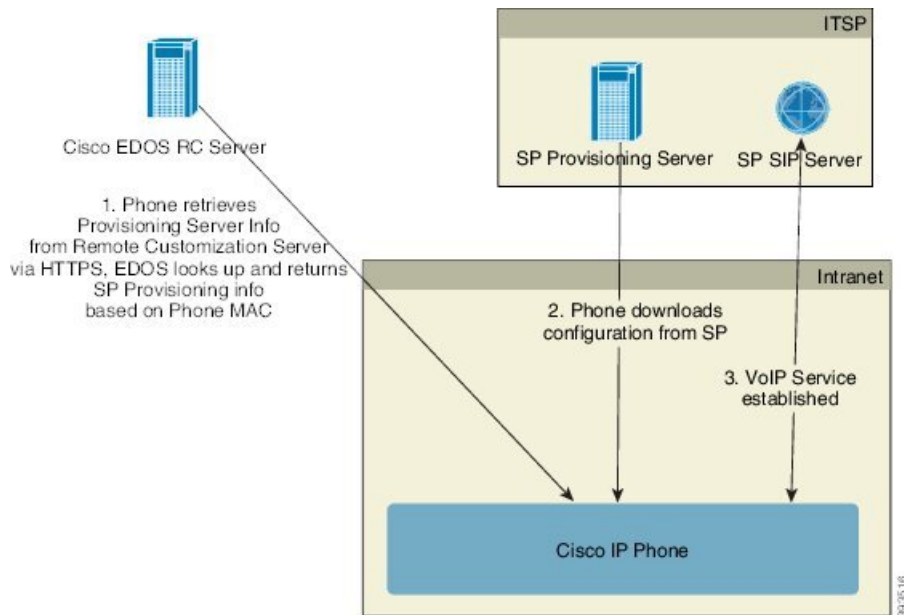 ITSP
Cisco EDOS RC Server
SP Provisioning Server
SP SIP Server
1. Phone retrieves
Provisioning Server Info
from Remote Customization Server
via HTTPS, EDOS looks up and returns
SP Provisioning info
based on Phone MAC
Intranet
2. Phone downloads
configuration from SP
3. VoIP Service
established
Cisco IP Phone